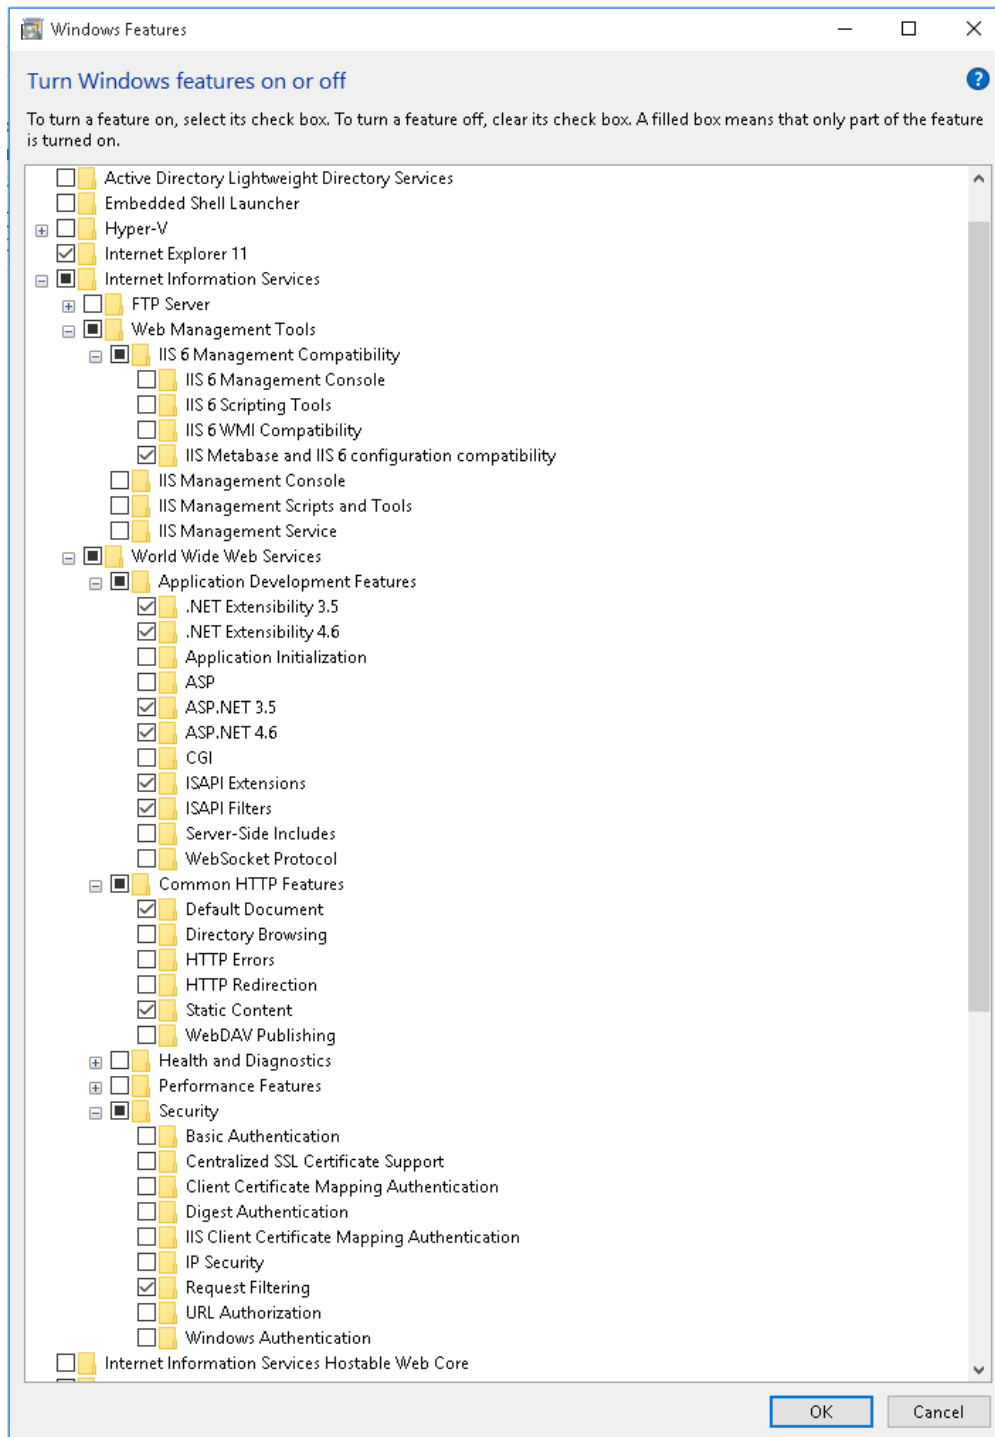 Windows Features
Turn Windows features on or off
To turn a feature on, select its check box. To turn a feature off, clear its check box. A filled box means that only part of the feature
is turned on.
Active Directory Lightweight Directory Services
Embedded Shell Launcher
Hyper-V
Internet Explorer 11
Internet Information Services
FTP Server
Web Management Tools
IIS 6 Management Compatibility
IIS 6 Management Console
IIS 6 Scripting Tools
IIS 6 WMI Compatibility
IIS Metabase and IIS 6 configuration compatibility
IIS Management Console
IIS Management Scripts and Tools
IIS Management Service
World Wide Web Services
Application Development Features
.NET Extensibility 3.5
.NET Extensibility 4.6
Application Initialization
ASP
ASP.NET 3.5
ASP.NET 4.6
CGI
ISAPI Extensions
ISAPI Filters
Server-Side Includes
WebSocket Protocol
Common HTTP Features
Default Document
Directory Browsing
HTTP Errors
HTTP Redirection
Static Content
WebDAV Publishing
Health and Diagnostics
Performance Features
Security
Basic Authentication
Centralized SSL Certificate Support
Client Certificate Mapping Authentication
Digest Authentication
IIS Client Certificate Mapping Authentication
IP Security
Request Filtering
URL Authorization
Windows Authentication
Internet Information Services Hostable Web Core
OK
Cancel